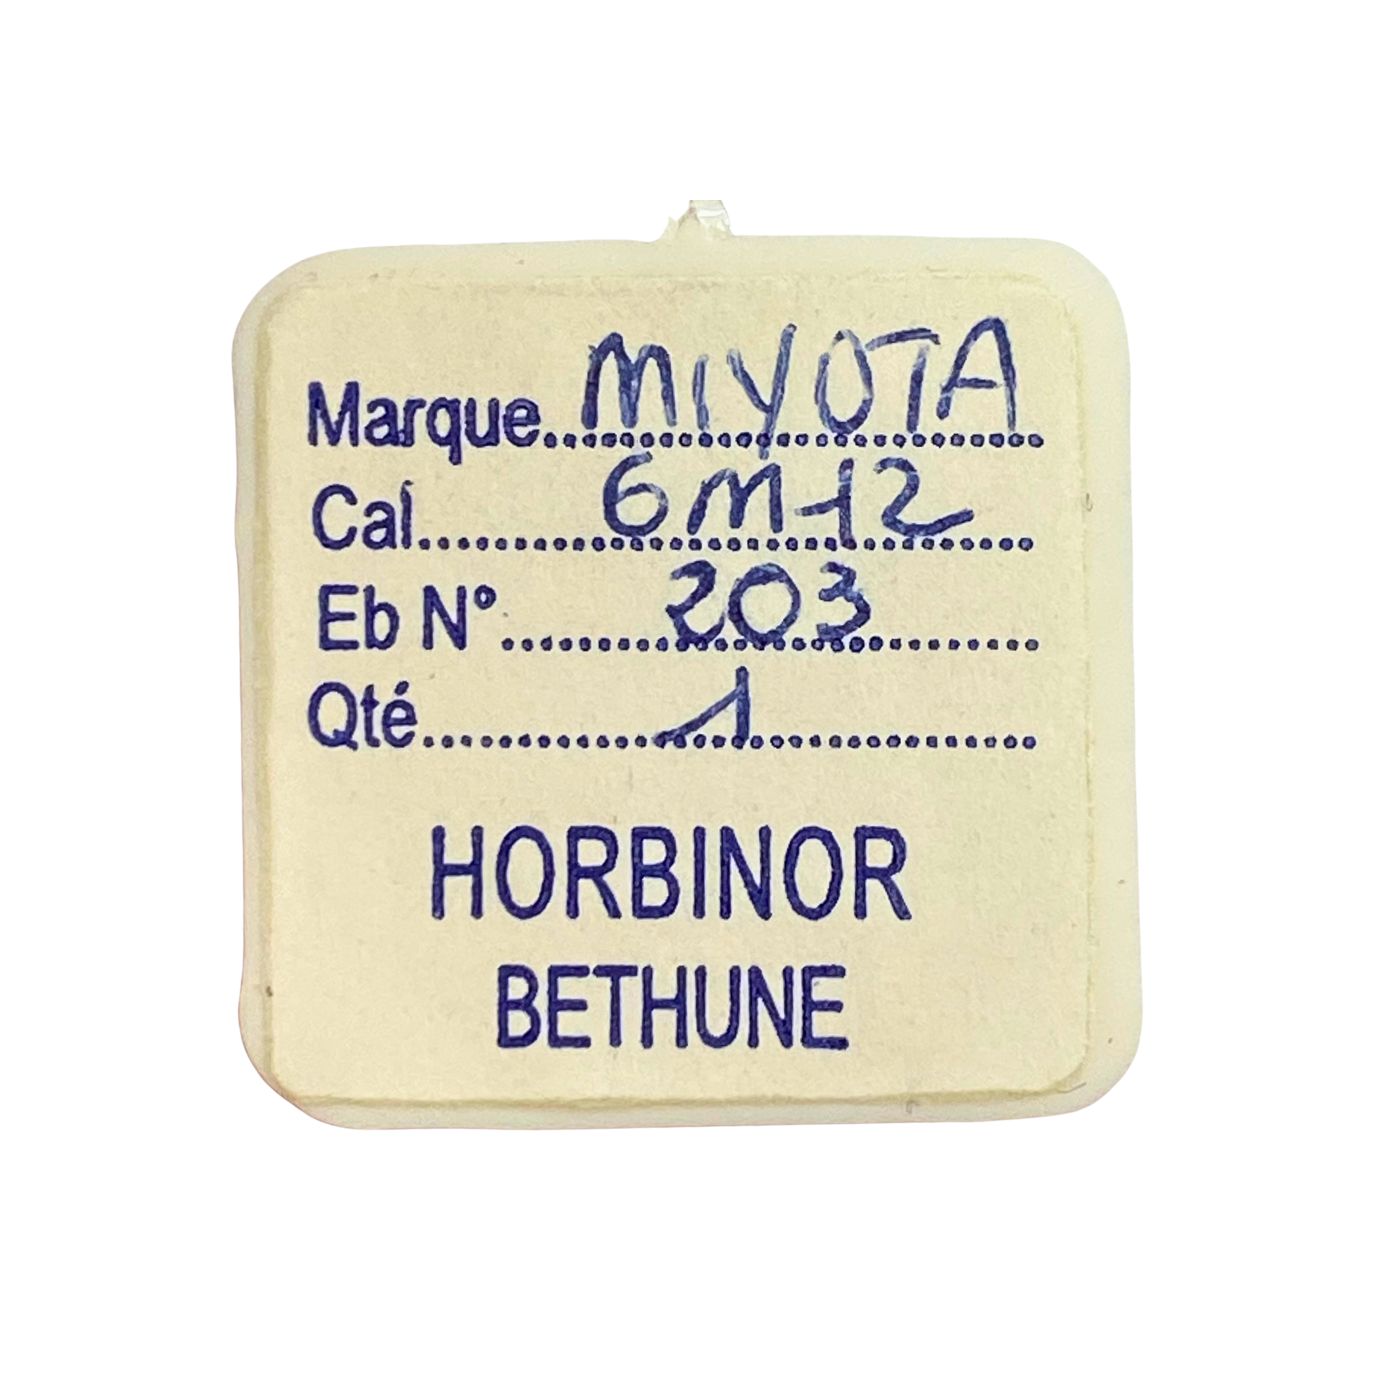 Marque MIYOTA
Cal 6M12
Eb N° 203
Qté 1
HORBINOR
BETHUNE